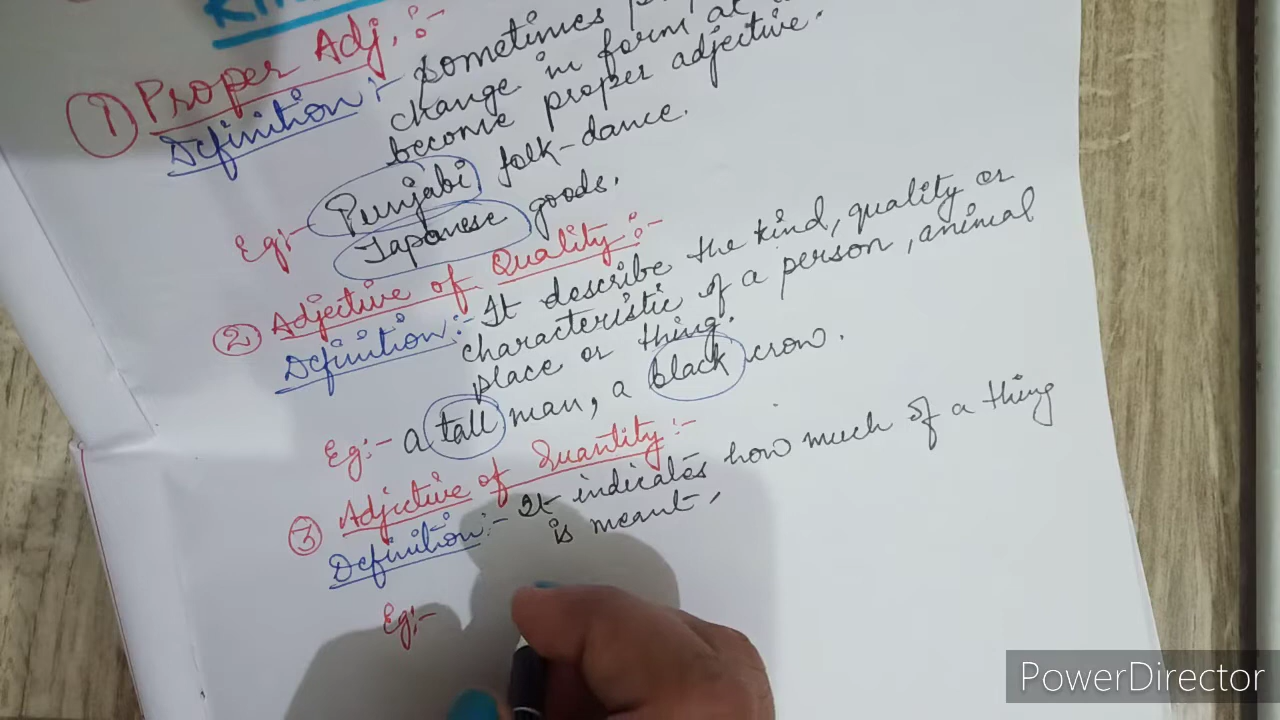 ① Proper Adj. :-
Definition :- Sometimes
change in form at
become proper adjective.
Eg:- Punjabi folk-dance.
Japanese goods.
② Adjective of Quality :-
Definition :- It describe the kind, quality or
characteristic of a person, animal
place or thing.
Eg:- a tall man, a black crow.
③ Adjective of Quantity :-
Definition :- It indicates how much of a thing
is meant,
Eg:-
PowerDirector